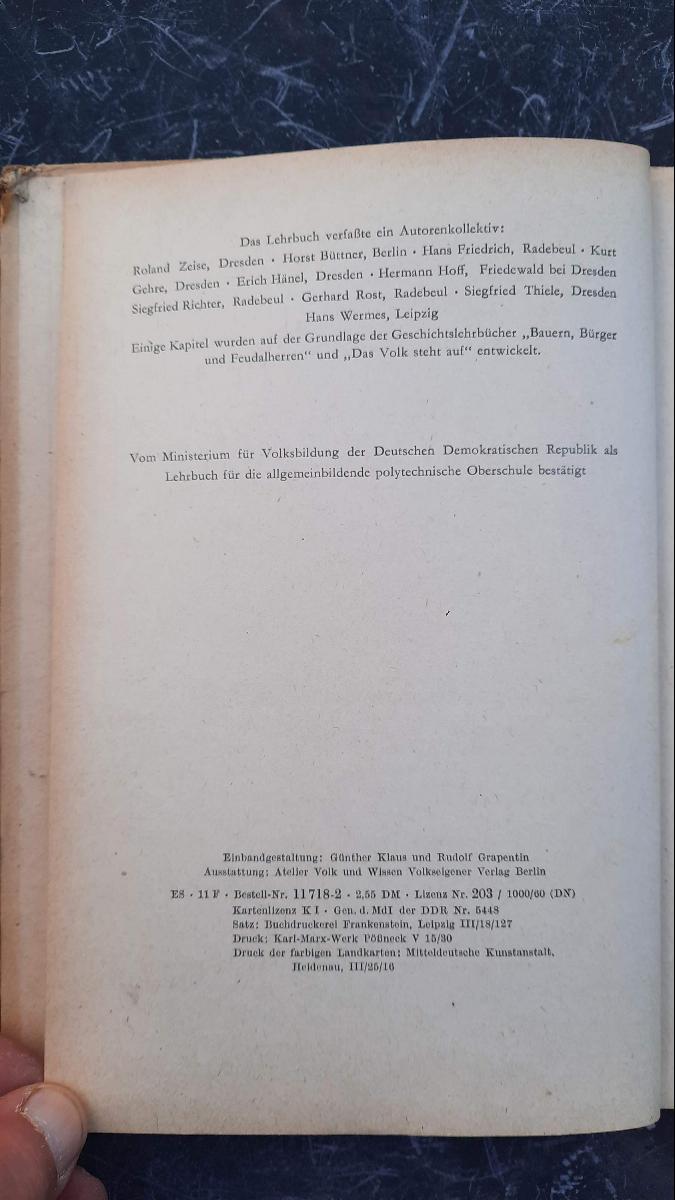 Das Lehrbuch verfaßte ein Autorenkollektiv:
Roland Zeise, Dresden · Horst Büttner, Berlin · Hans Friedrich, Radebeul · Kurt
Gehre, Dresden · Erich Hänel, Dresden · Hermann Hoff, Friedewald bei Dresden
Siegfried Richter, Radebeul · Gerhard Rost, Radebeul · Siegfried Thiele, Dresden
Hans Wermes, Leipzig
Einige Kapitel wurden auf der Grundlage der Geschichtslehrbücher „Bauern, Bürger
und Feudalherren“ und „Das Volk steht auf“ entwickelt.
Vom Ministerium für Volksbildung der Deutschen Demokratischen Republik als
Lehrbuch für die allgemeinbildende polytechnische Oberschule bestätigt
Einbandgestaltung: Günther Klaus und Rudolf Grapentin
Ausstattung: Atelier Volk und Wissen Volkseigener Verlag Berlin
ES · 11 F · Bestell-Nr. 11 718-2 · 2,55 DM · Lizenz Nr. 203 / 1000/60 (DN)
Kartenlizenz K I · Gen. d. MdI der DDR Nr. 5448
Satz: Buchdruckerei Frankenstein, Leipzig III/18/127
Druck: Karl-Marx-Werk Pößneck V 15/30
Druck der farbigen Landkarten: Mitteldeutsche Kunstanstalt,
Heidenau, III/25/16